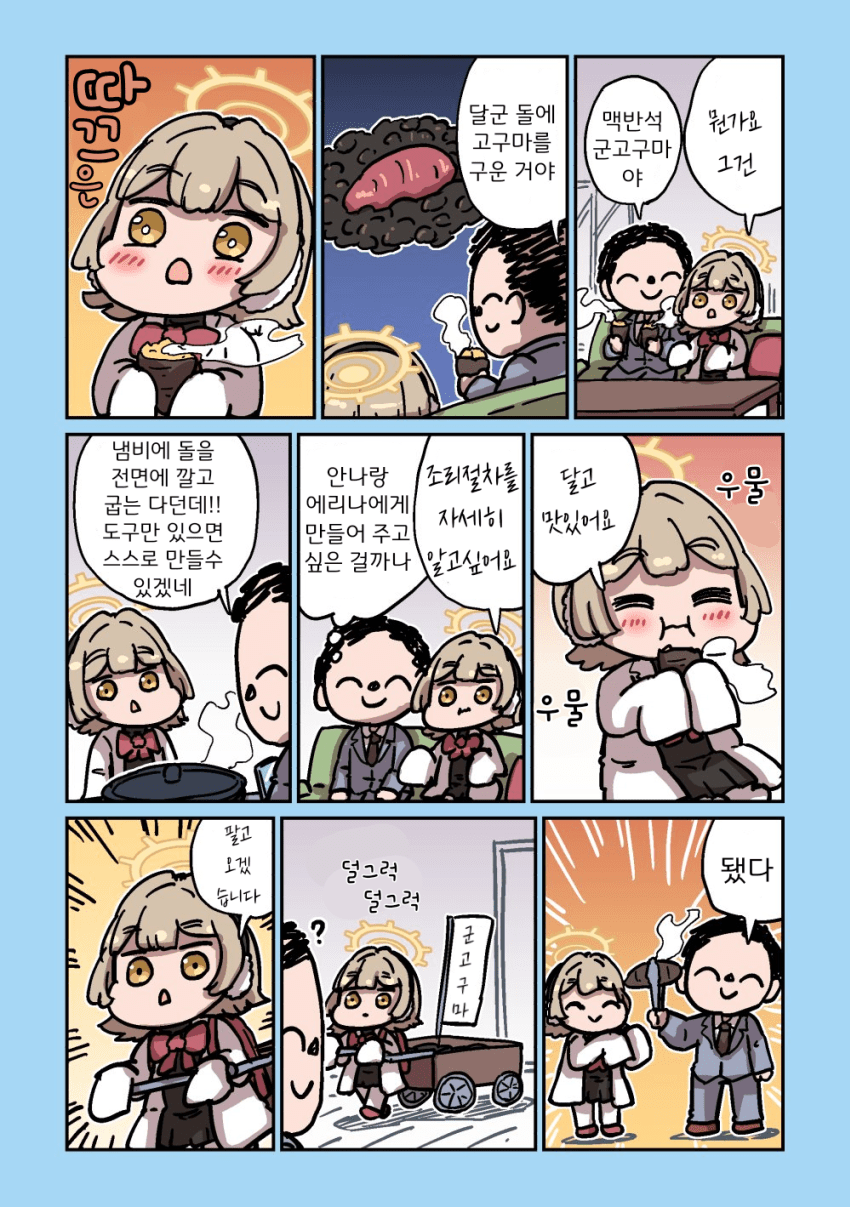 뭔가요
그건
맥반석
군고구마
야
달군 돌에
고구마를
구운 거야
따
끄
은
달고
맛있어요
우물
우물
조리절차를
자세히
알고싶어요
안나랑
에리나에게
만들어 주고
싶은 걸까나
냄비에 돌을
전면에 깔고
굽는 다던데!!
도구만 있으면
스스로 만들수
있겠네
됐다
덜그럭
덜그럭
?
군
고
구
마
팔고
오겠
습니다